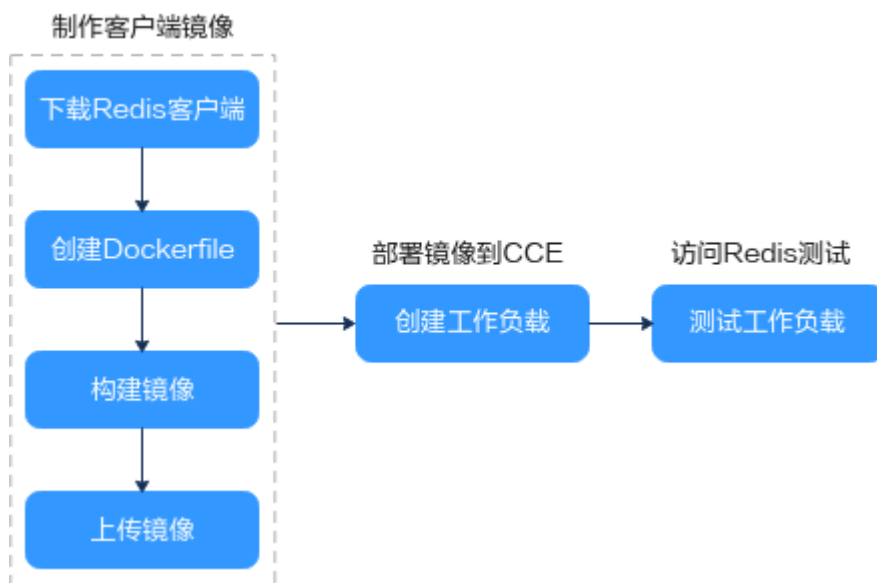 制作客户端镜像
下载Redis客户端
创建Dockerfile
构建镜像
上传镜像
部署镜像到CCE
创建工作负载
访问Redis测试
测试工作负载